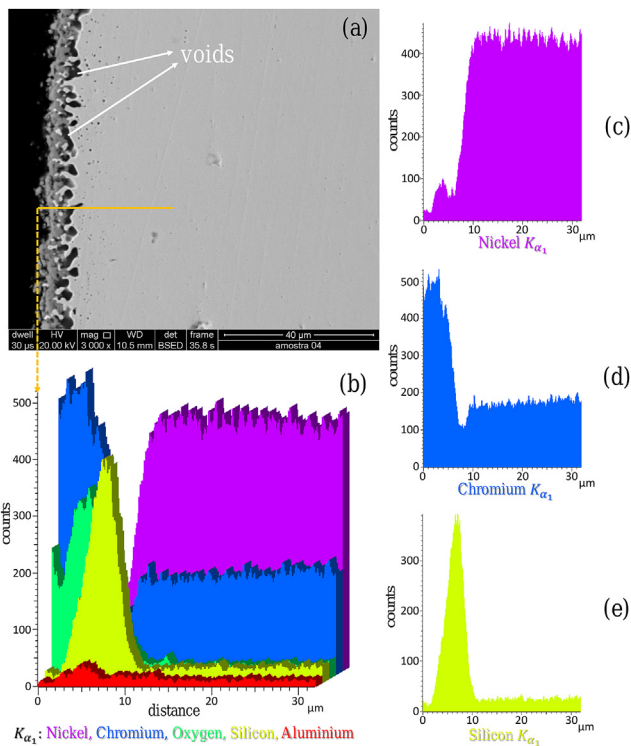 (a)
voids
dwell HV mag WD det frame 40 µm
30 µs 20.00 kV 3 000 x 10.5 mm BSED 35.8 s amostra 04
(b)
counts
500
400
300
200
100
0
0 10 20 30 µm
distance
Kα1: Nickel, Chromium, Oxygen, Silicon, Aluminium
(c)
counts
400
300
200
100
0
0 10 20 30 µm
Nickel Kα1
(d)
counts
500
400
300
200
100
0
0 10 20 30 µm
Chromium Kα1
(e)
counts
300
200
100
0
0 10 20 30 µm
Silicon Kα1